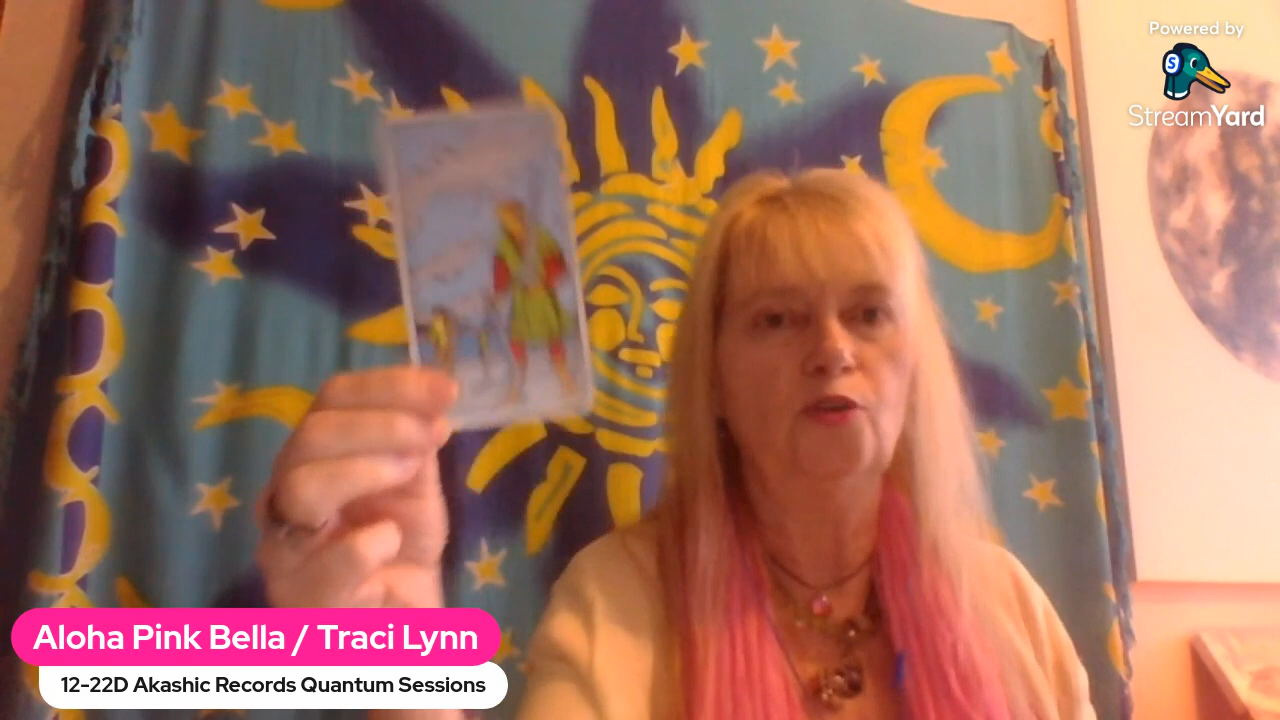 Powered by
StreamYard
Aloha Pink Bella / Traci Lynn
12-22D Akashic Records Quantum Sessions